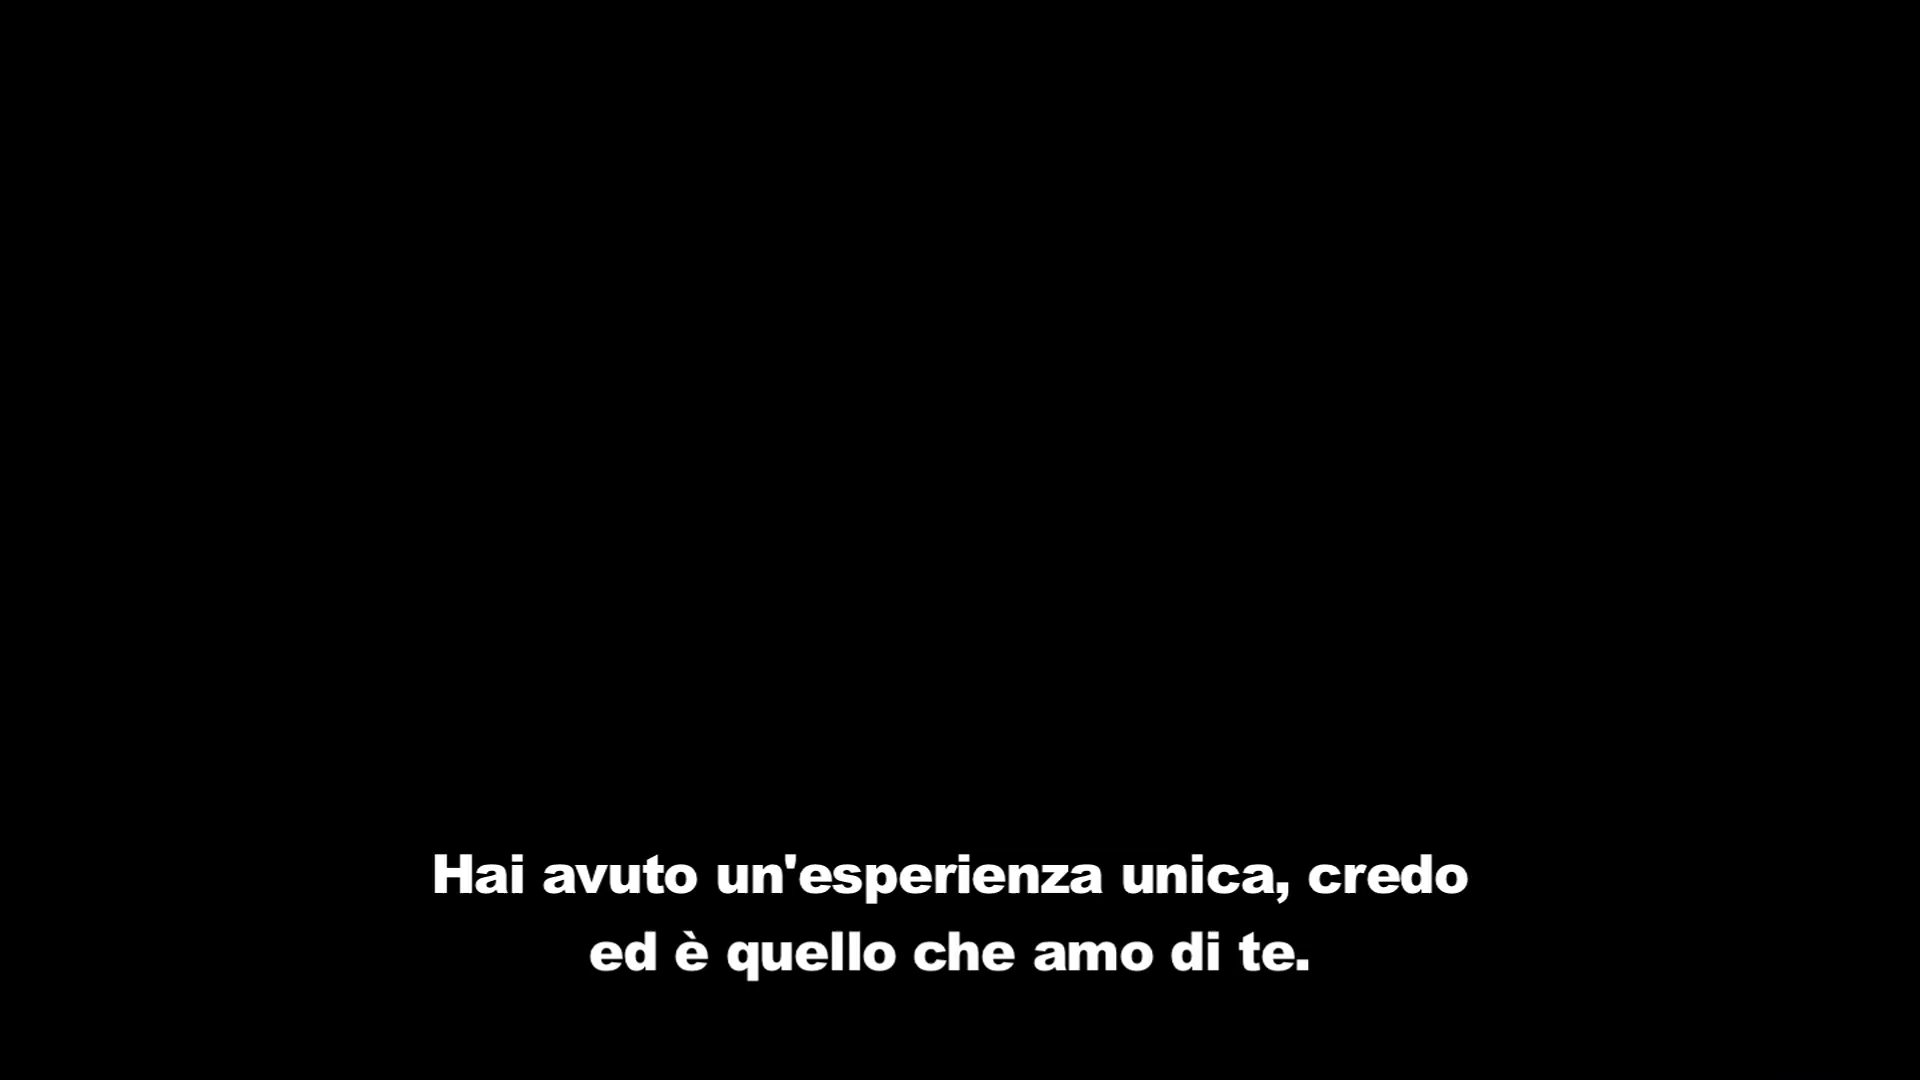 Hai avuto un'esperienza unica, credo
ed è quello che amo di te.